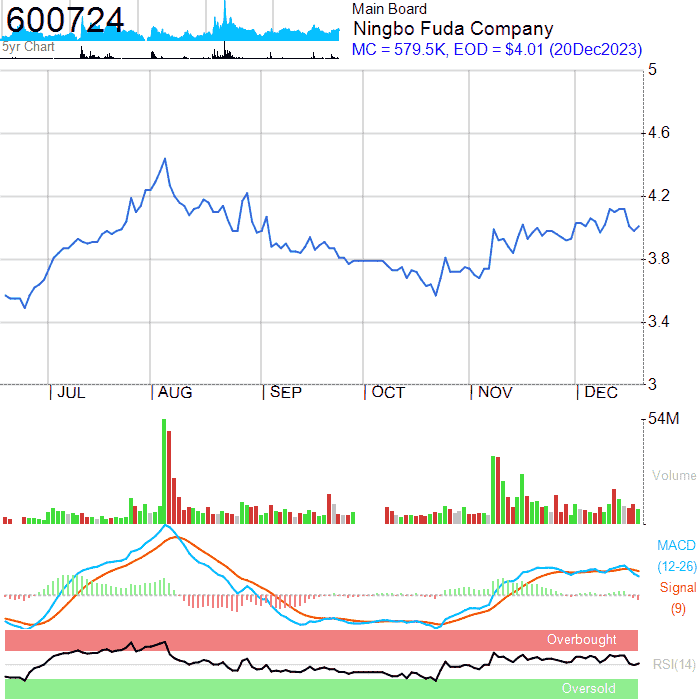 600724
5yr Chart
Main Board
Ningbo Fuda Company
MC = 579.5K, EOD = $4.01 (20Dec2023)
5
4.6
4.2
3.8
3.4
3
JUL AUG SEP OCT NOV DEC
54M
Volume
MACD
(12-26)
Signal
(9)
Overbought
RSI(14)
Oversold